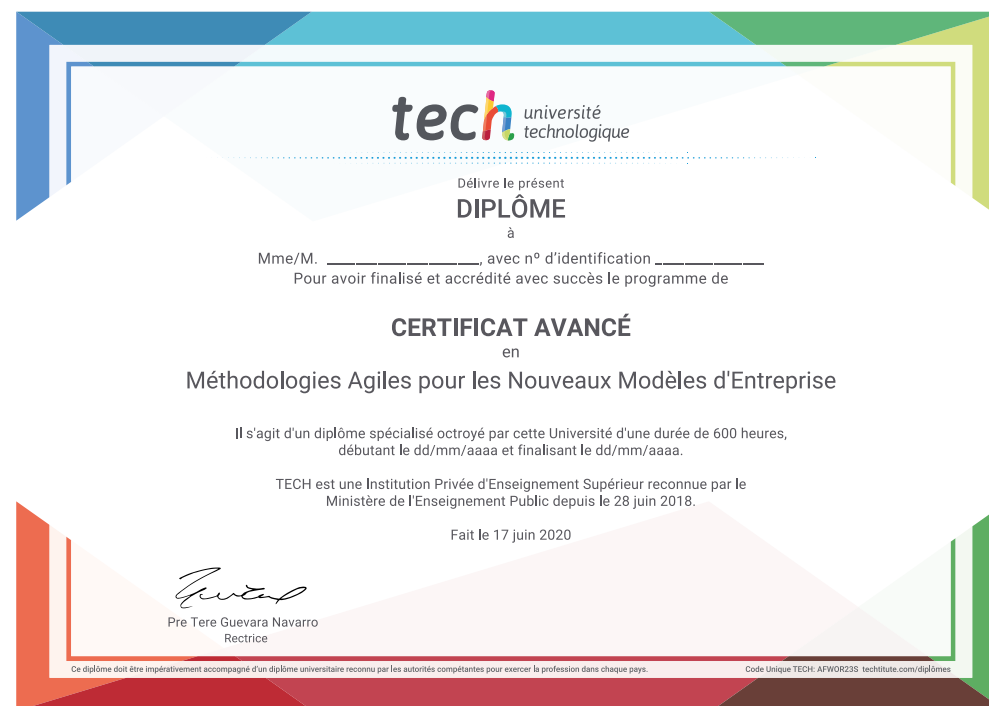 tech université
technologique
Délivre le présent
DIPLÔME
à
Mme/M. ____________________, avec nº d'identification ______________
Pour avoir finalisé et accrédité avec succès le programme de
CERTIFICAT AVANCÉ
en
Méthodologies Agiles pour les Nouveaux Modèles d'Entreprise
Il s'agit d'un diplôme spécialisé octroyé par cette Université d'une durée de 600 heures,
débutant le dd/mm/aaaa et finalisant le dd/mm/aaaa.
TECH est une Institution Privée d'Enseignement Supérieur reconnue par le
Ministère de l'Enseignement Public depuis le 28 juin 2018.
Fait le 17 juin 2020
Pre Tere Guevara Navarro
Rectrice
Ce diplôme doit être impérativement accompagné d'un diplôme universitaire reconnu par les autorités compétantes pour exercer la profession dans chaque pays.
Code Unique TECH: AFWOR23S techtitute.com/diplômes